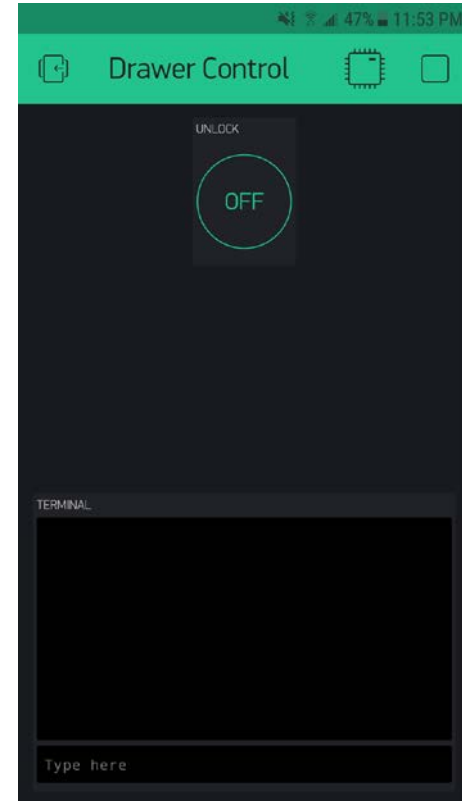 47% 11:53 PM
Drawer Control
UNLOCK
OFF
TERMINAL
Type here